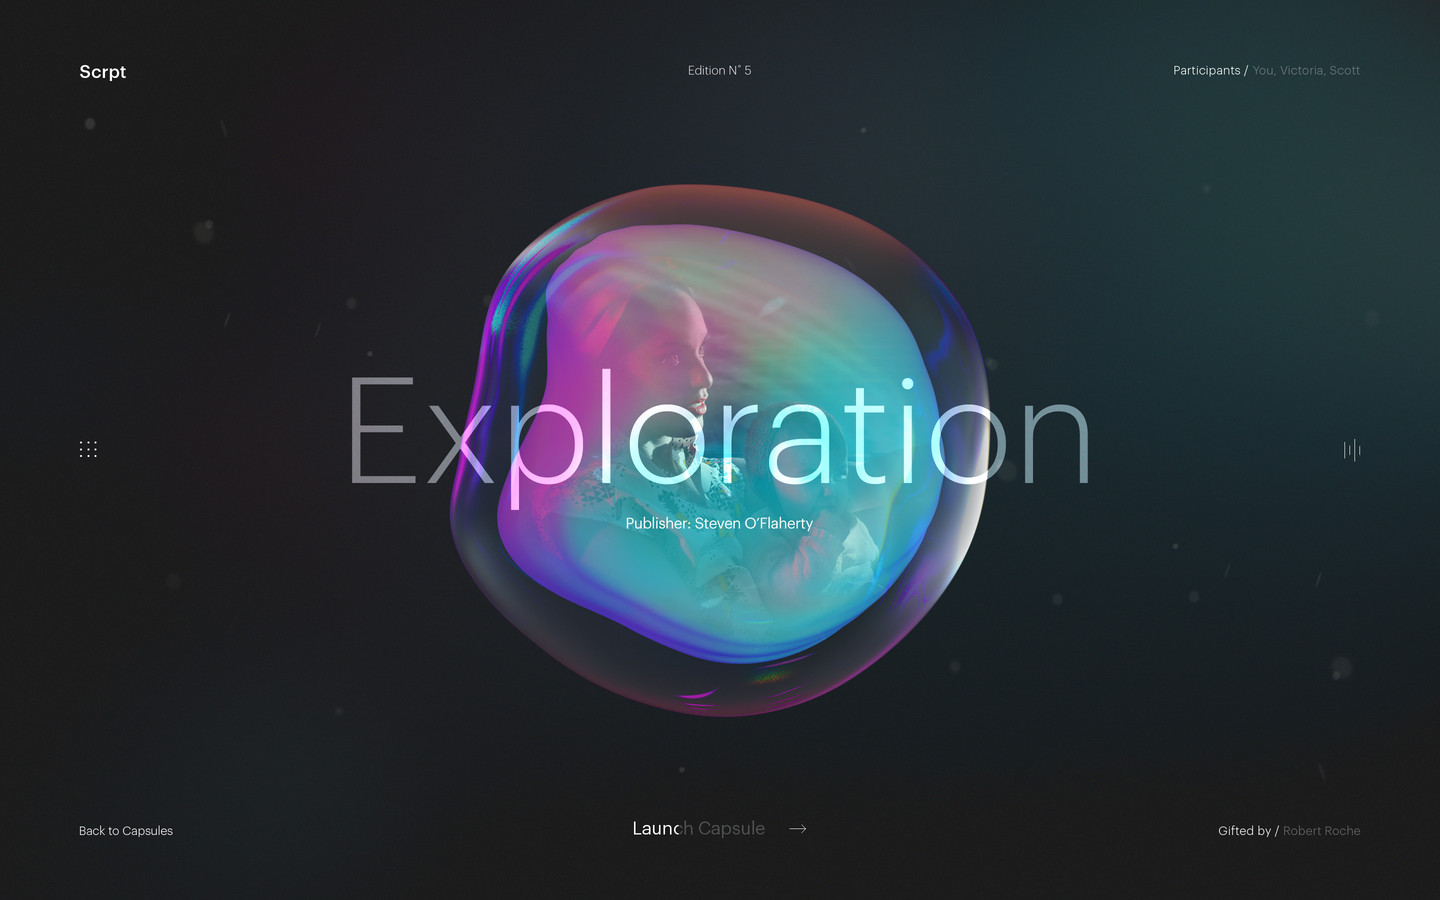 Scrpt
Edition N° 5
Participants / You, Victoria, Scott
Exploration
Publisher: Steven O’Flaherty
Back to Capsules
Launch Capsule →
Gifted by / Robert Roche